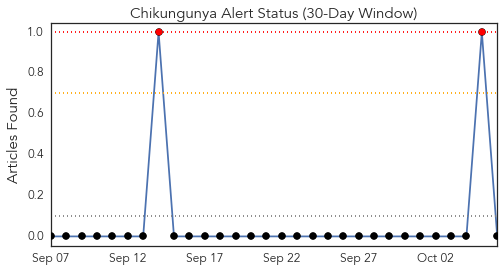 Chikungunya Alert Status (30-Day Window)
Articles Found
1.0
0.8
0.6
0.4
0.2
0.0
Sep 07 Sep 12 Sep 17 Sep 22 Sep 27 Oct 02